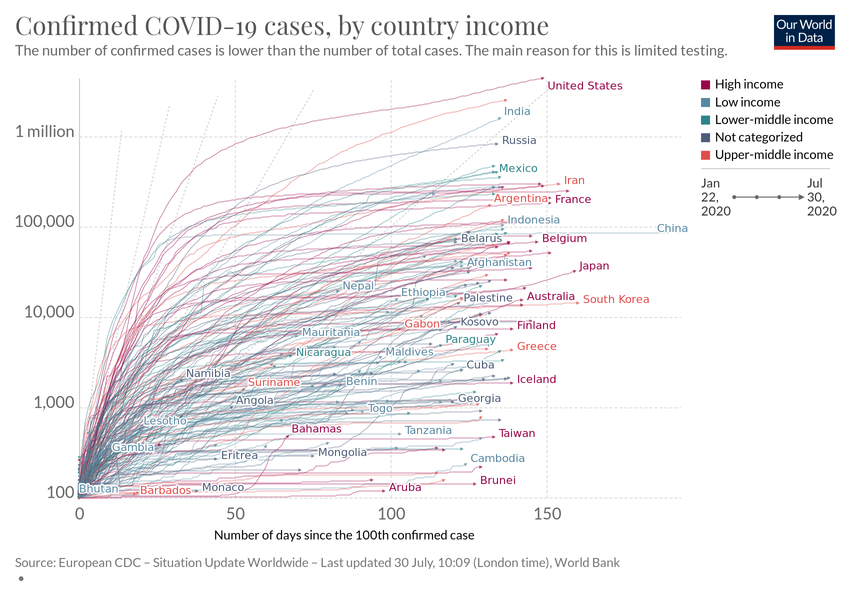 Confirmed COVID-19 cases, by country income
The number of confirmed cases is lower than the number of total cases. The main reason for this is limited testing.
Our World
in Data
High income
Low income
Lower-middle income
Not categorized
Upper-middle income
Jan
22,
2020
Jul
30,
2020
1 million
100,000
10,000
1,000
100
United States
India
Russia
Mexico
Iran
Argentina
France
Indonesia
China
Belarus
Belgium
Afghanistan
Japan
Nepal
Ethiopia
Palestine
Australia
South Korea
Gabon
Kosovo
Finland
Mauritania
Paraguay
Nicaragua
Maldives
Greece
Cuba
Namibia
Suriname
Benin
Iceland
Angola
Togo
Georgia
Lesotho
Bahamas
Tanzania
Taiwan
Gambia
Eritrea
Mongolia
Cambodia
Bhutan
Barbados
Monaco
Aruba
Brunei
0
50
100
150
Number of days since the 100th confirmed case
Source: European CDC – Situation Update Worldwide – Last updated 30 July, 10:09 (London time), World Bank